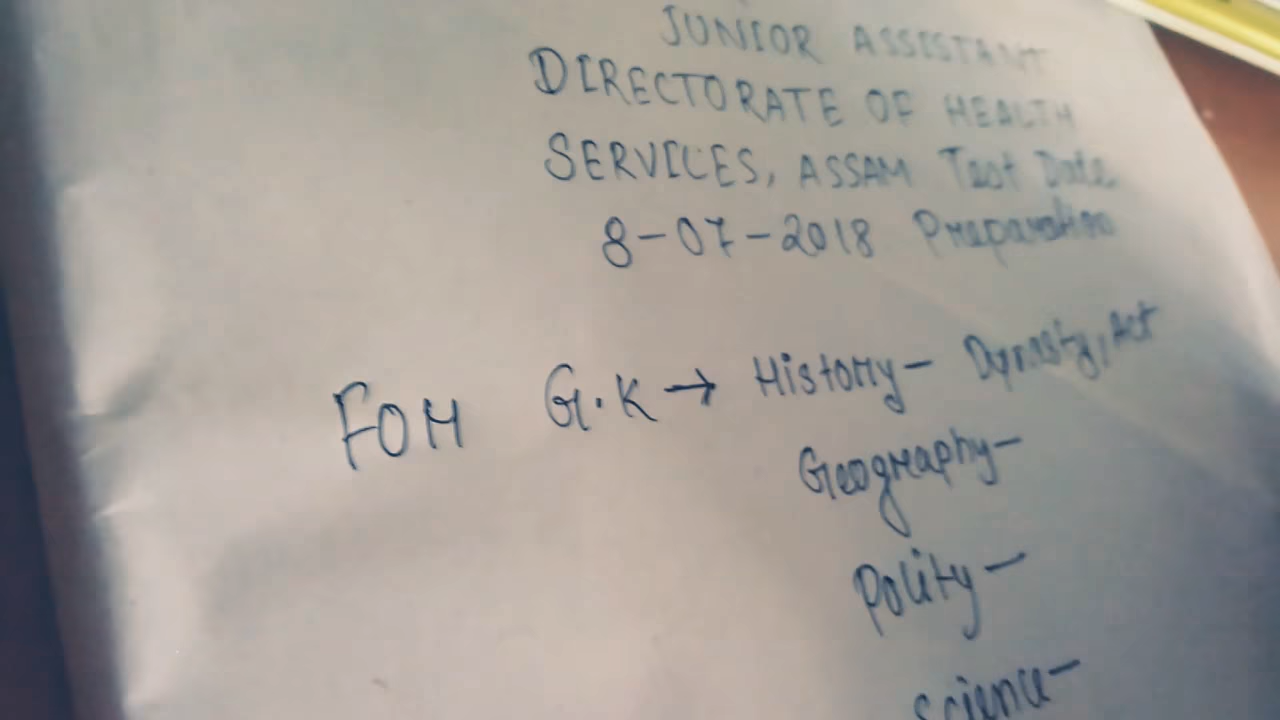 JUNIOR ASSISTANT
DIRECTORATE OF HEALTH
SERVICES, ASSAM Test Date
8-07-2018 Preparation
FOR G.K → History- Dynasty, Act
Geography-
Polity-
Science-